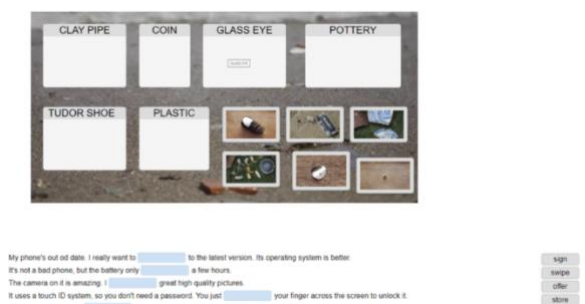 CLAY PIPE COIN GLASS EYE POTTERY
TUDOR SHOE PLASTIC
My phone's out od date. I really want to to the latest version. Its operating system is better.
It's not a bad phone, but the battery only a few hours.
The camera on it is amazing. I great high quality pictures
It uses a touch ID system, so you don't need a password. You just your finger across the screen to unlock it.
sign
swipe
offer
store